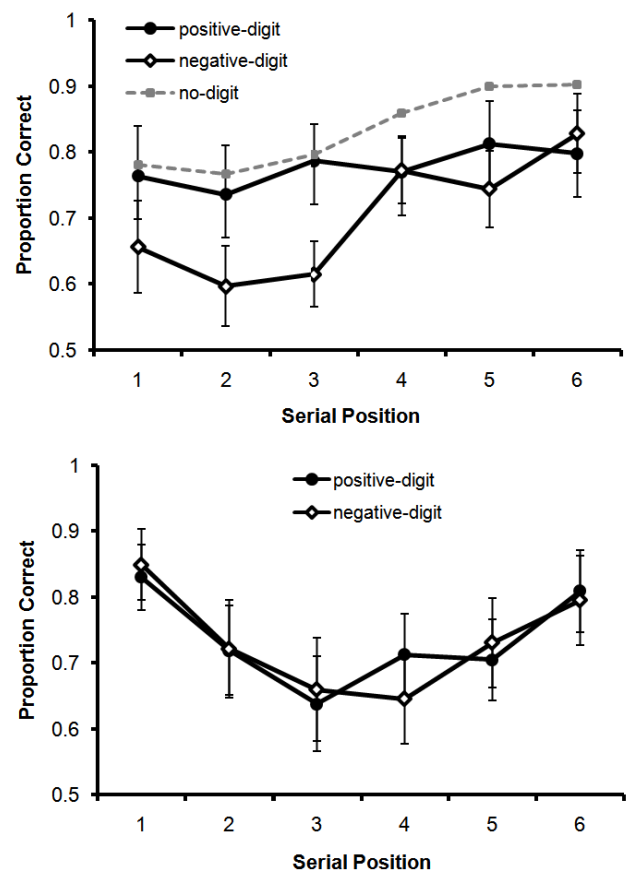 1
positive-digit
negative-digit
no-digit
0.9
0.8
0.7
0.6
0.5
Proportion Correct
1 2 3 4 5 6
Serial Position
1
positive-digit
negative-digit
0.9
0.8
0.7
0.6
0.5
Proportion Correct
1 2 3 4 5 6
Serial Position